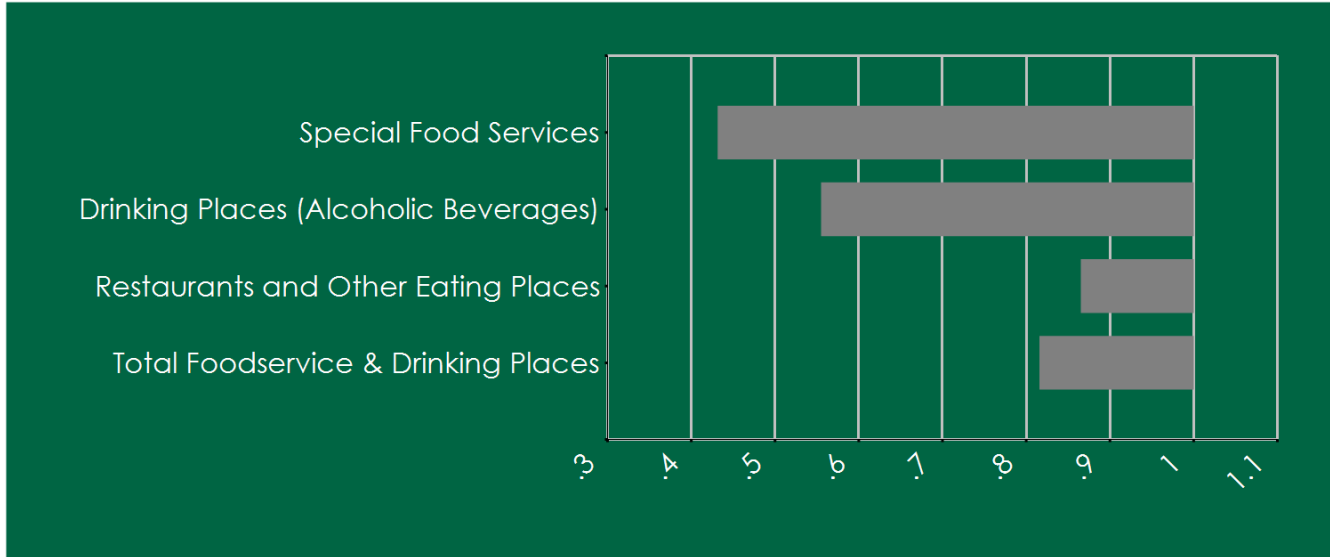 Special Food Services
Drinking Places (Alcoholic Beverages)
Restaurants and Other Eating Places
Total Foodservice & Drinking Places
.3 .4 .5 .6 .7 .8 .9 1 1.1